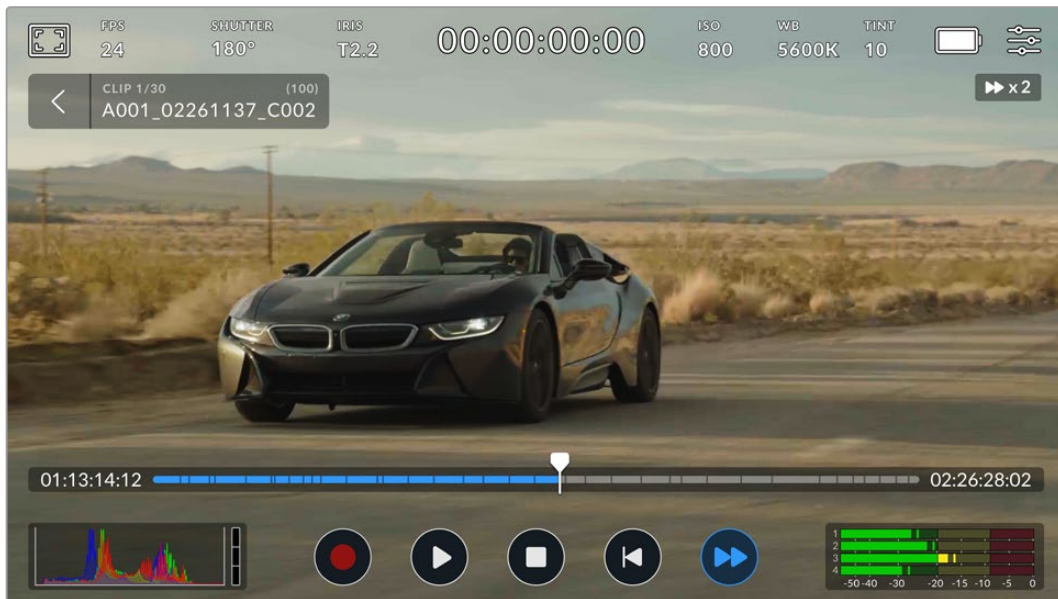 FPS SHUTTER IRIS ISO WB TINT
24 180° T2.2 00:00:00:00 800 5600K 10
CLIP 1/30 (100)
A001_02261137_C002
x 2
01:13:14:12 02:26:28:02
1
2
3
4
-50 -40 -30 -20 -15 -10 -5 0